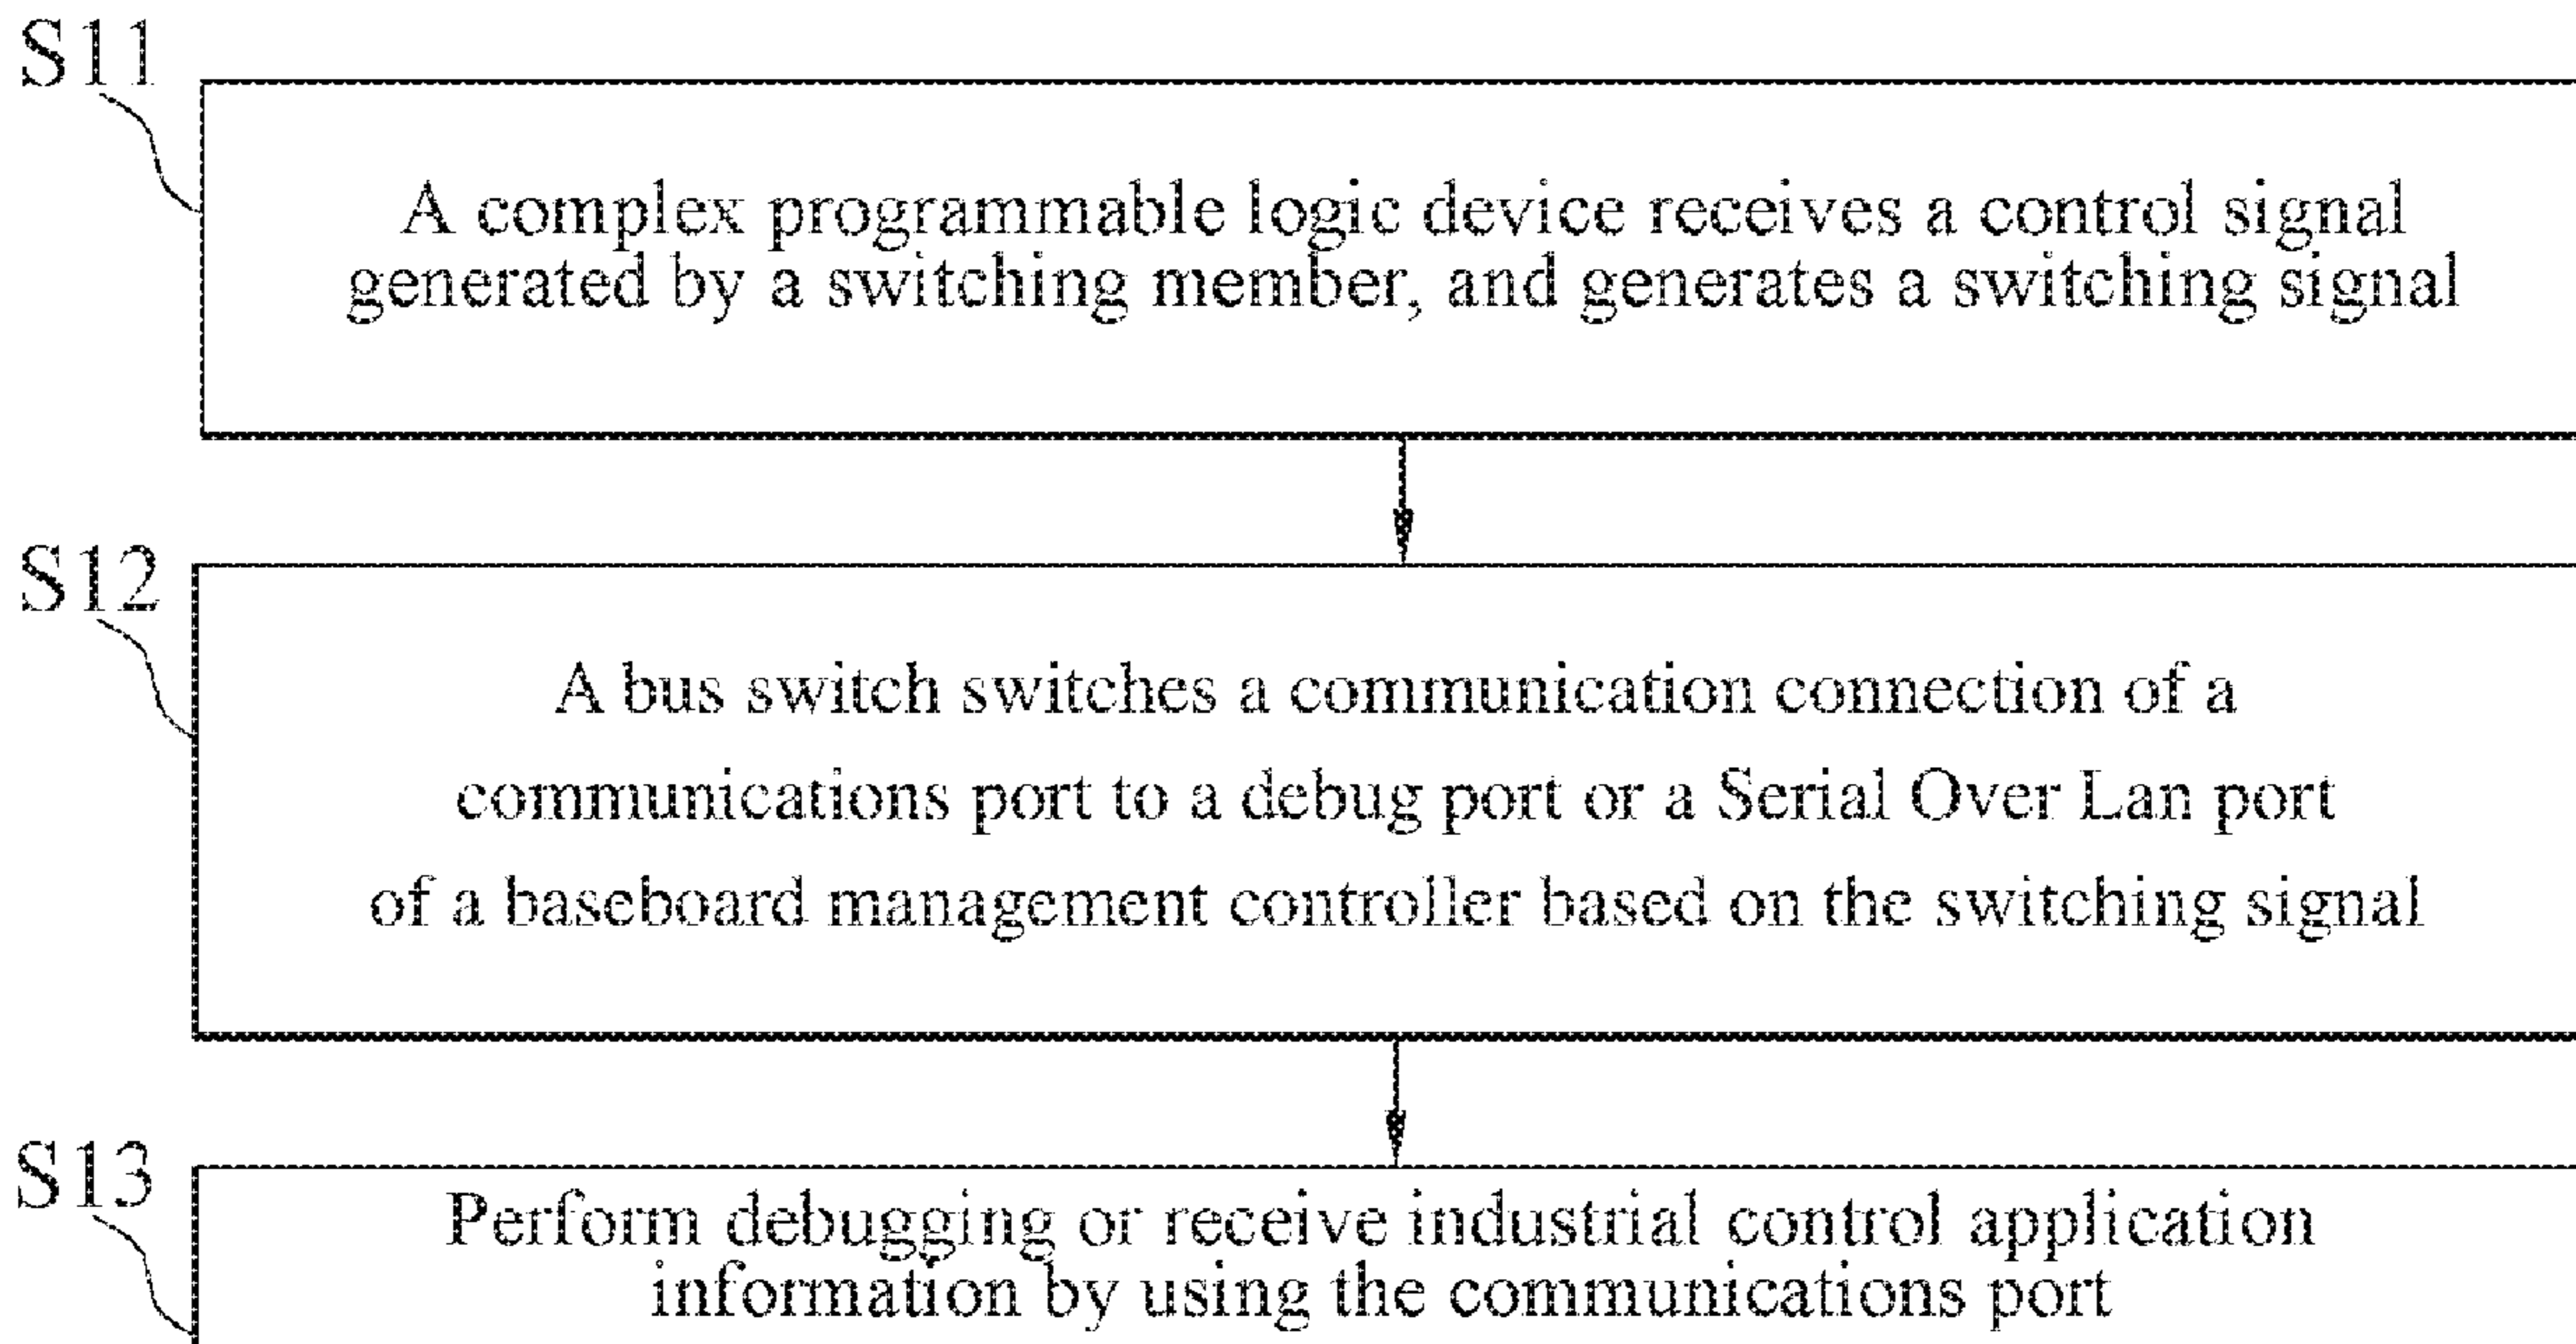 S11
A complex programmable logic device receives a control signal
generated by a switching member, and generates a switching signal
S12
A bus switch switches a communication connection of a
communications port to a debug port or a Serial Over Lan port
of a baseboard management controller based on the switching signal
S13
Perform debugging or receive industrial control application
information by using the communications port